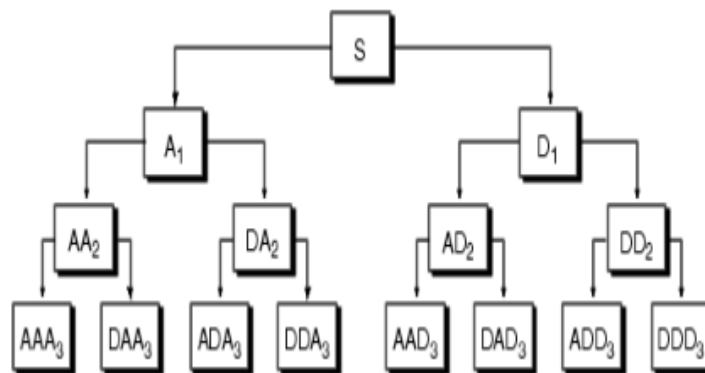 S
A₁ D₁
AA₂ DA₂ AD₂ DD₂
AAA₃ DAA₃ ADA₃ DDA₃ AAD₃ DAD₃ ADD₃ DDD₃